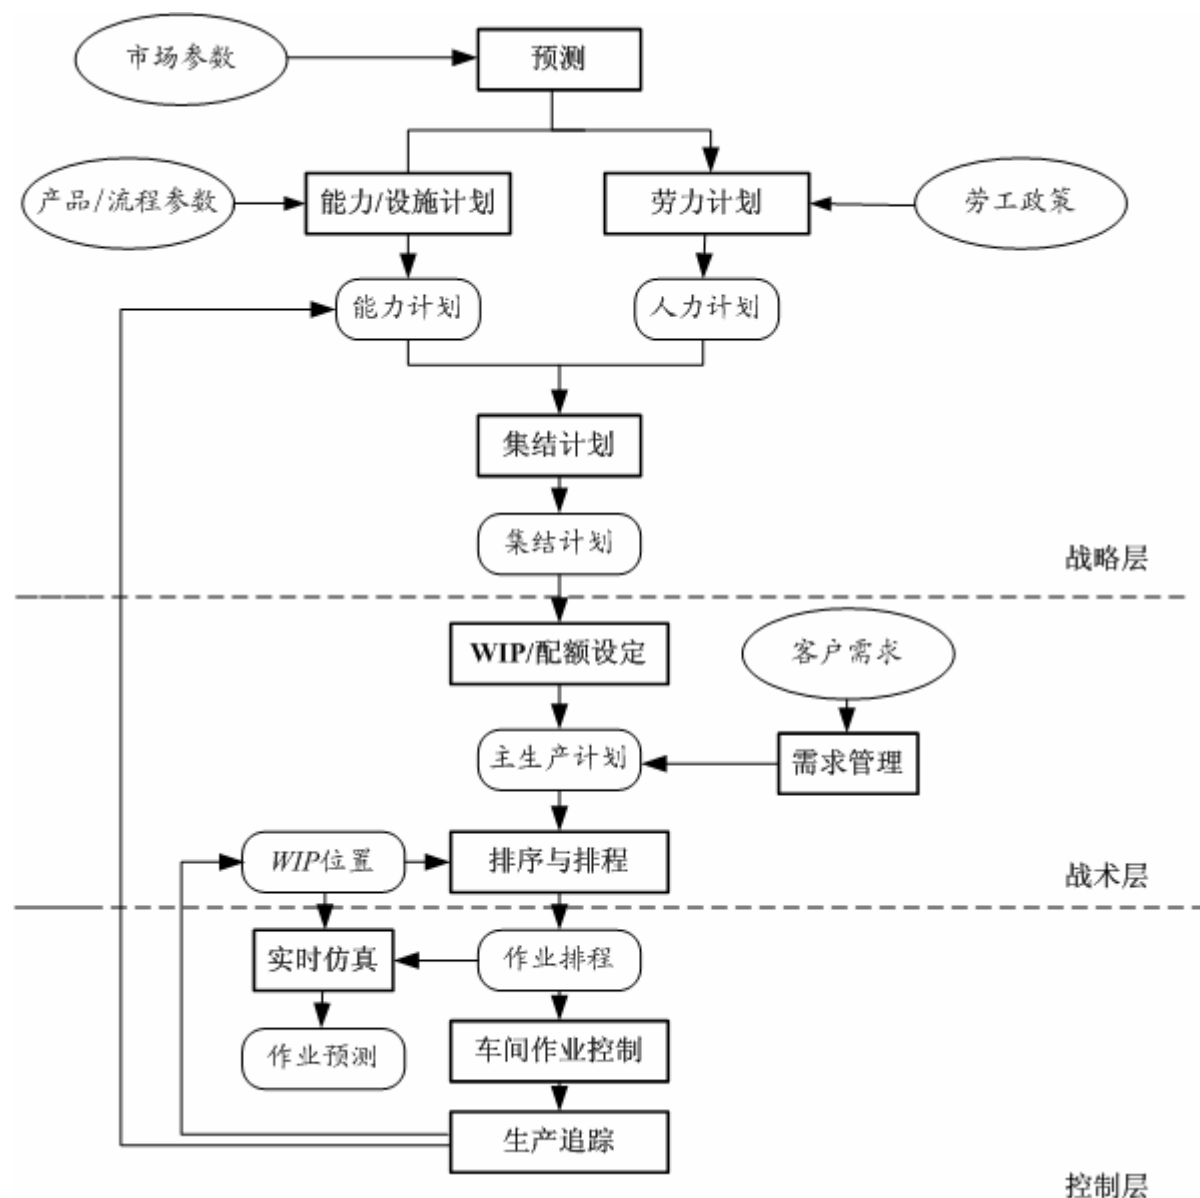 市场参数
预测
产品/流程参数
能力/设施计划
劳力计划
劳工政策
能力计划
人力计划
集结计划
集结计划
战略层
WIP/配额设定
客户需求
主生产计划
需求管理
WIP位置
排序与排程
战术层
实时仿真
作业排程
作业预测
车间作业控制
生产追踪
控制层